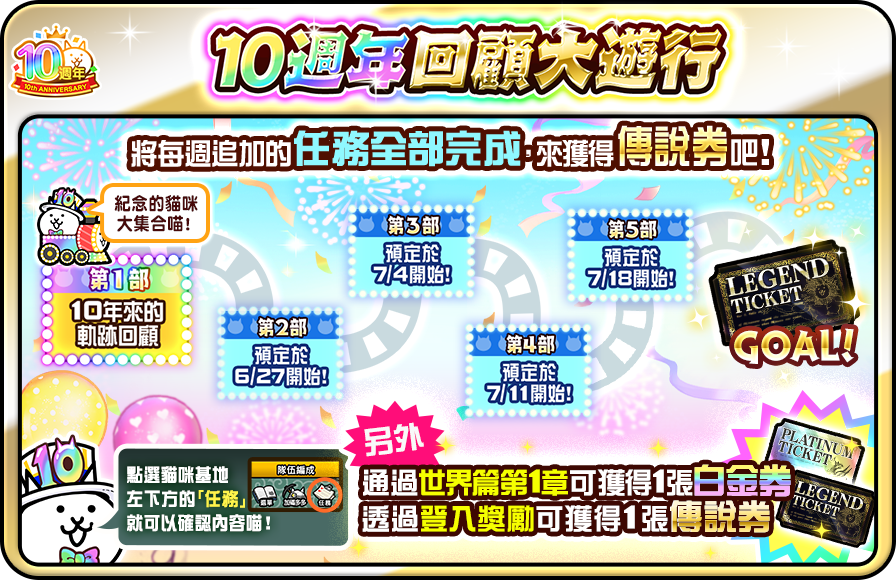 10週年
10th ANNIVERSARY
10週年回顧大遊行
將每週追加的任務全部完成,來獲得傳說券吧!
紀念的貓咪
大集合喵!
第1部
10年來的
軌跡回顧
第2部
預定於
6/27開始!
第3部
預定於
7/4開始!
第4部
預定於
7/11開始!
第5部
預定於
7/18開始!
LEGEND
TICKET
GOAL!
10
點選貓咪基地
左下方的「任務」
就可以確認內容喵!
隊伍編成
選單
加碼多多
任務
另外
通過世界篇第1章可獲得1張白金券
透過登入獎勵可獲得1張傳說券
PLATINUM
TICKET
LEGEND
TICKET